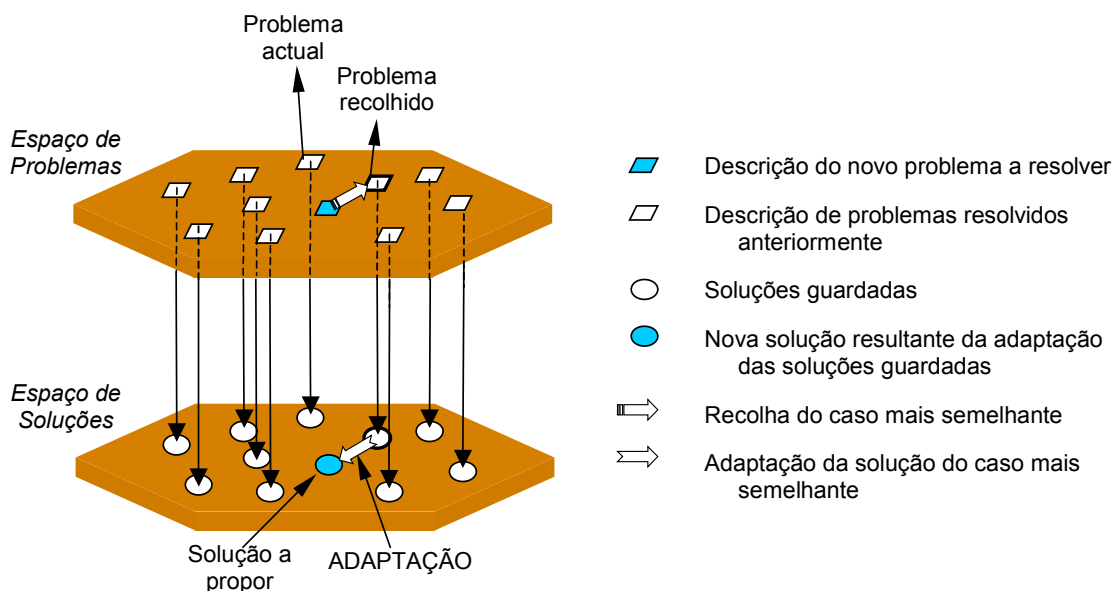 Problema
actual
Problema
recolhido
Espaço de
Problemas
Espaço de
Soluções
Solução a
propor
ADAPTAÇÃO
Descrição do novo problema a resolver
Descrição de problemas resolvidos
anteriormente
Soluções guardadas
Nova solução resultante da adaptação
das soluções guardadas
Recolha do caso mais semelhante
Adaptação da solução do caso mais
semelhante